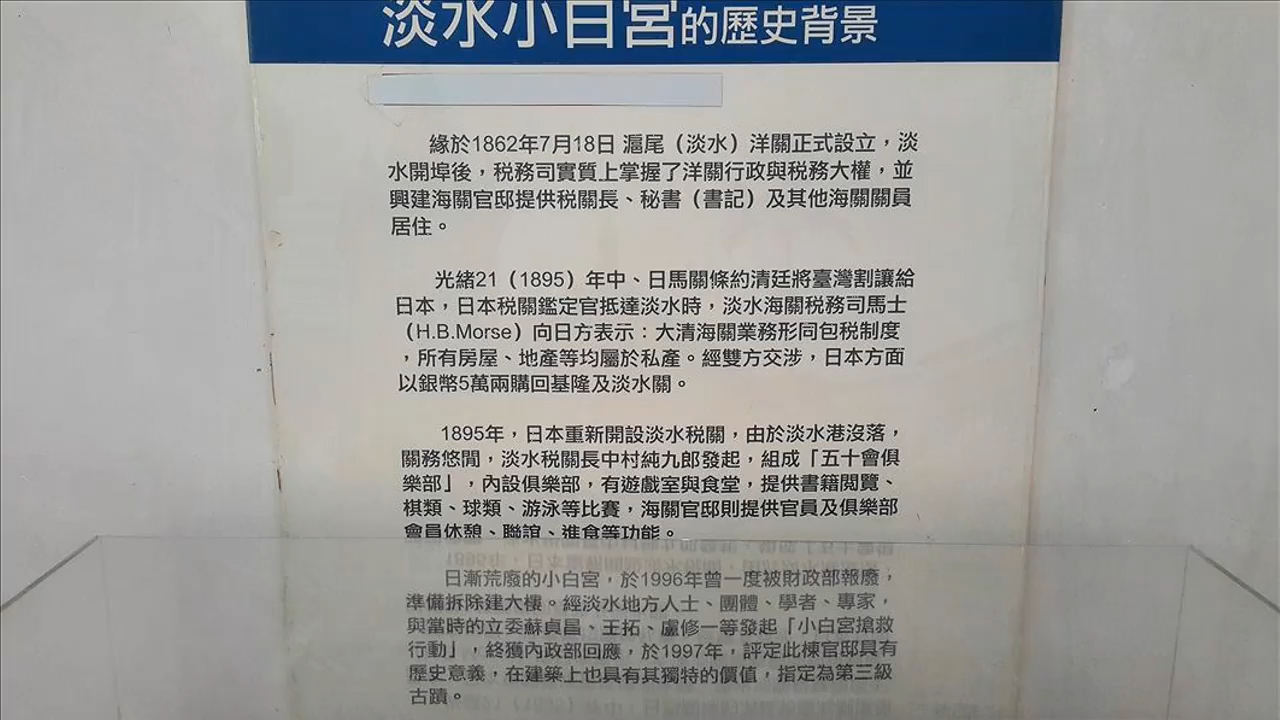 淡水小白宮的歷史背景
緣於1862年7月18日 滬尾（淡水）洋關正式設立，淡
水開埠後，税務司實質上掌握了洋關行政與税務大權，並
興建海關官邸提供税關長、秘書（書記）及其他海關關員
居住。
光緒21（1895）年中、日馬關條約清廷將臺灣割讓給
日本，日本税關鑑定官抵達淡水時，淡水海關税務司馬士
（H.B.Morse）向日方表示：大清海關業務形同包税制度
，所有房屋、地產等均屬於私產。經雙方交涉，日本方面
以銀幣5萬兩購回基隆及淡水關。
1895年，日本重新開設淡水税關，由於淡水港沒落，
關務悠閒，淡水税關長中村純九郎發起，組成「五十會俱
樂部」，內設俱樂部，有遊戲室與食堂，提供書籍閱覽、
棋類、球類、游泳等比賽，海關官邸則提供官員及俱樂部
會員休憩、聯誼、進食等功能。
日漸荒廢的小白宮，於1996年曾一度被財政部報廢，
準備拆除建大樓。經淡水地方人士、團體、學者、專家，
與當時的立委蘇貞昌、王拓、盧修一等發起「小白宮搶救
行動」，終獲內政部回應，於1997年，評定此棟官邸具有
歷史意義，在建築上也具有其獨特的價值，指定為第三級
古蹟。